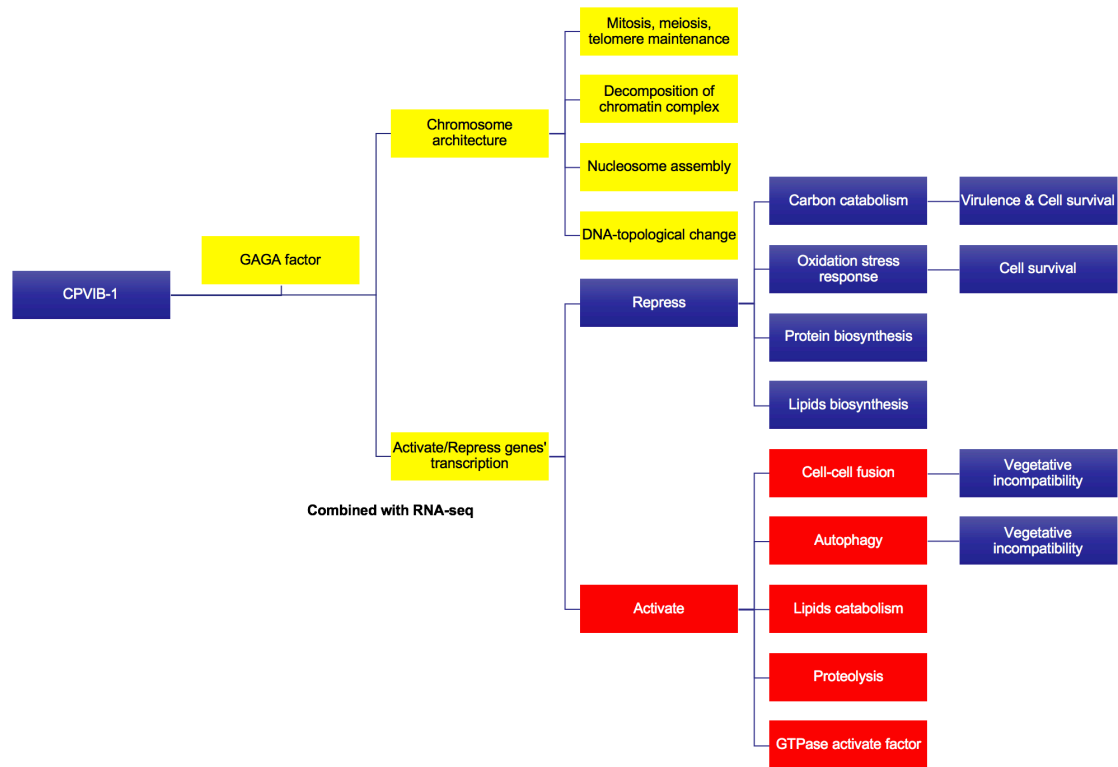 Mitosis, meiosis,
telomere maintenance
Decomposition of
chromatin complex
Chromosome
architecture
Nucleosome assembly
Carbon catabolism
Virulence & Cell survival
DNA-topological change
GAGA factor
Oxidation stress
response
Cell survival
CPVIB-1
Repress
Protein biosynthesis
Lipids biosynthesis
Activate/Repress genes'
transcription
Cell-cell fusion
Vegetative
incompatibility
Combined with RNA-seq
Autophagy
Vegetative
incompatibility
Activate
Lipids catabolism
Proteolysis
GTPase activate factor